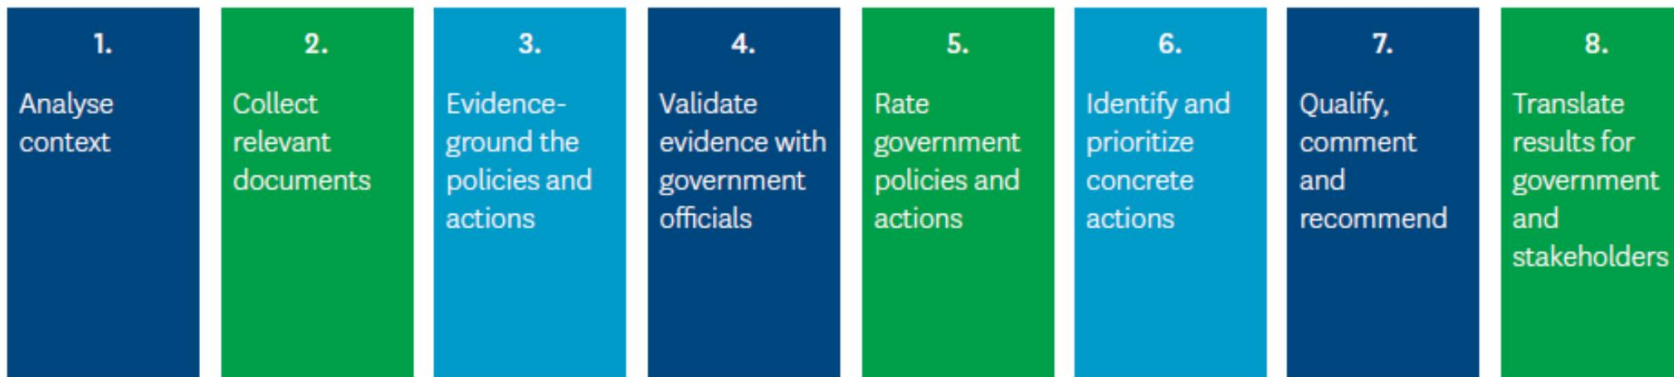 1.
Analyse
context
2.
Collect
relevant
documents
3.
Evidence-
ground the
policies and
actions
4.
Validate
evidence with
government
officials
5.
Rate
government
policies and
actions
6.
Identify and
prioritize
concrete
actions
7.
Qualify,
comment
and
recommend
8.
Translate
results for
government
and
stakeholders